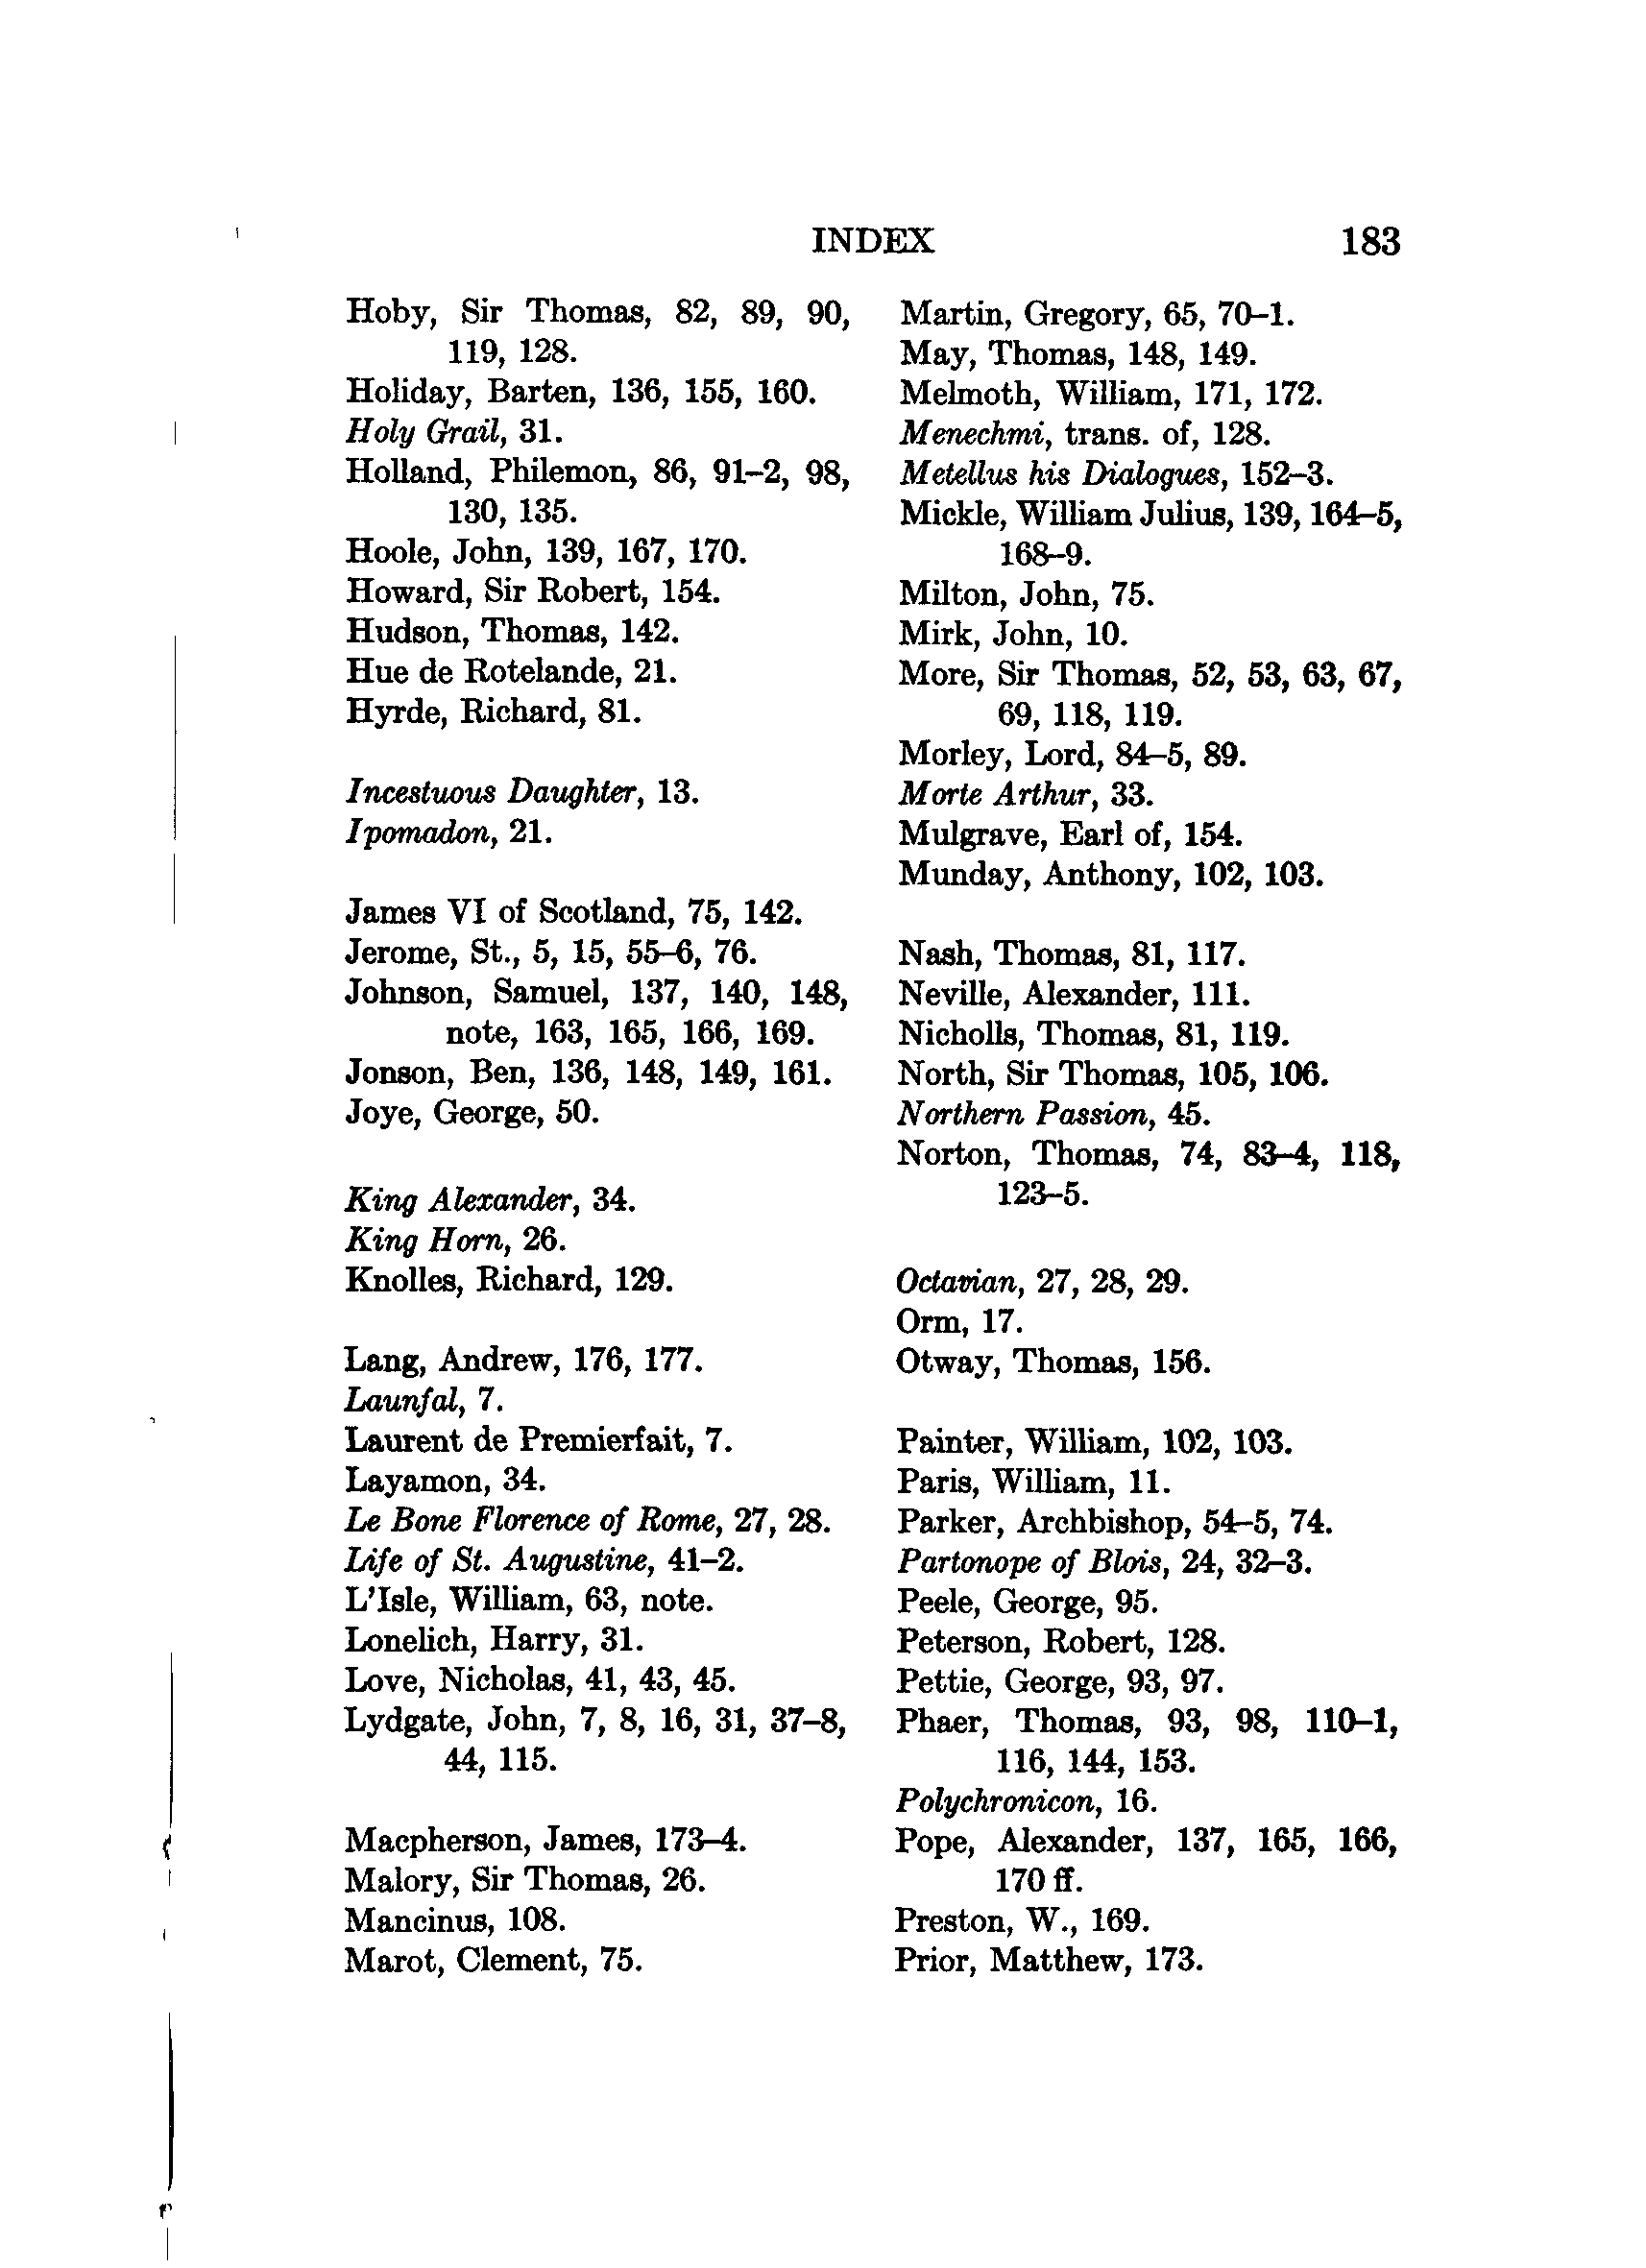 INDEX 183
Hoby, Sir Thomas, 82, 89, 90,
119, 128.
Holiday, Barten, 136, 155, 160.
Holy Grail, 31.
Holland, Philemon, 86, 91–2, 98,
130, 135.
Hoole, John, 139, 167, 170.
Howard, Sir Robert, 154.
Hudson, Thomas, 142.
Hue de Rotelande, 21.
Hyrde, Richard, 81.
Incestuous Daughter, 13.
Ipomadon, 21.
James VI of Scotland, 75, 142.
Jerome, St., 5, 15, 55–6, 76.
Johnson, Samuel, 137, 140, 148,
note, 163, 165, 166, 169.
Jonson, Ben, 136, 148, 149, 161.
Joye, George, 50.
King Alexander, 34.
King Horn, 26.
Knolles, Richard, 129.
Lang, Andrew, 176, 177.
Launfal, 7.
Laurent de Premierfait, 7.
Layamon, 34.
Le Bone Florence of Rome, 27, 28.
Life of St. Augustine, 41–2.
L'Isle, William, 63, note.
Lonelich, Harry, 31.
Love, Nicholas, 41, 43, 45.
Lydgate, John, 7, 8, 16, 31, 37–8,
44, 115.
Macpherson, James, 173–4.
Malory, Sir Thomas, 26.
Mancinus, 108.
Marot, Clement, 75.
Martin, Gregory, 65, 70–1.
May, Thomas, 148, 149.
Melmoth, William, 171, 172.
Menechmi, trans. of, 128.
Metellus his Dialogues, 152–3.
Mickle, William Julius, 139, 164–5,
168–9.
Milton, John, 75.
Mirk, John, 10.
More, Sir Thomas, 52, 53, 63, 67,
69, 118, 119.
Morley, Lord, 84–5, 89.
Morte Arthur, 33.
Mulgrave, Earl of, 154.
Munday, Anthony, 102, 103.
Nash, Thomas, 81, 117.
Neville, Alexander, 111.
Nicholls, Thomas, 81, 119.
North, Sir Thomas, 105, 106.
Northern Passion, 45.
Norton, Thomas, 74, 83–4, 118,
123–5.
Octavian, 27, 28, 29.
Orm, 17.
Otway, Thomas, 156.
Painter, William, 102, 103.
Paris, William, 11.
Parker, Archbishop, 54–5, 74.
Partonope of Blois, 24, 32–3.
Peele, George, 95.
Peterson, Robert, 128.
Pettie, George, 93, 97.
Phaer, Thomas, 93, 98, 110–1,
116, 144, 153.
Polychronicon, 16.
Pope, Alexander, 137, 165, 166,
170 ff.
Preston, W., 169.
Prior, Matthew, 173.